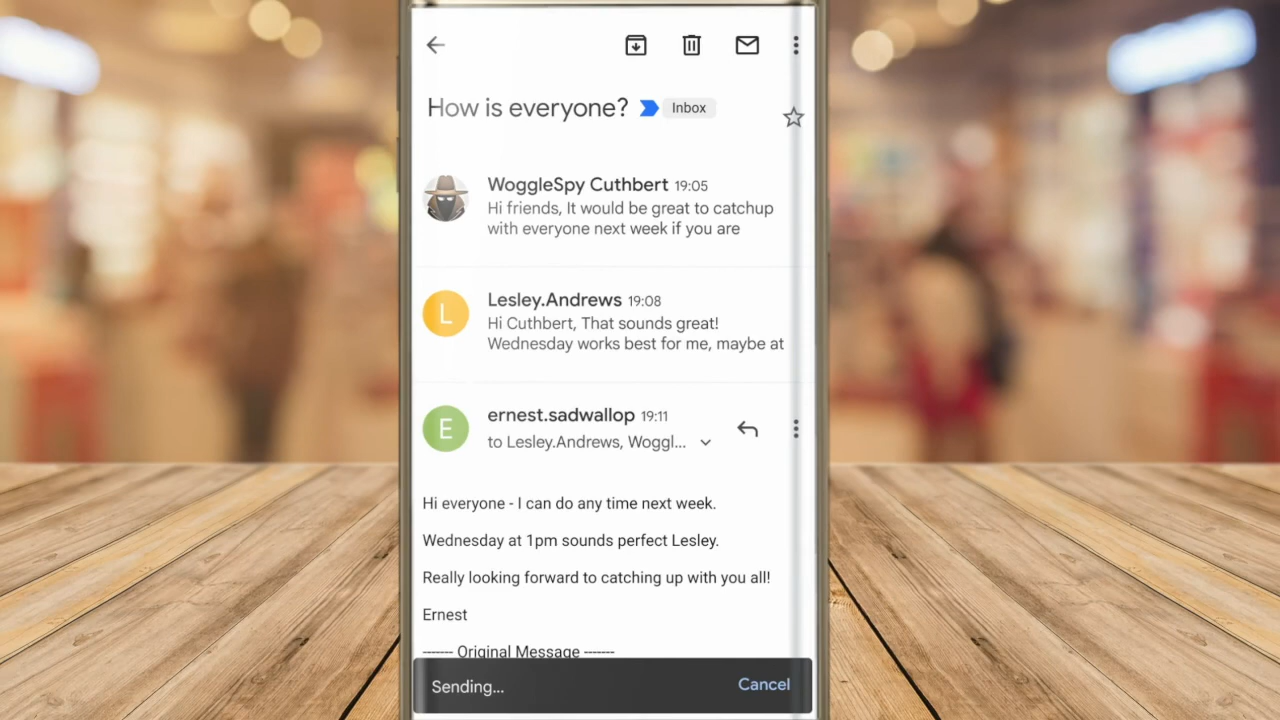 How is everyone? Inbox
WoggleSpy Cuthbert 19:05
Hi friends, It would be great to catchup
with everyone next week if you are
L
Lesley.Andrews 19:08
Hi Cuthbert, That sounds great!
Wednesday works best for me, maybe at
E
ernest.sadwallop 19:11
to Lesley.Andrews, Woggl...
Hi everyone - I can do any time next week.
Wednesday at 1pm sounds perfect Lesley.
Really looking forward to catching up with you all!
Ernest
------- Original Message -------
Sending... Cancel